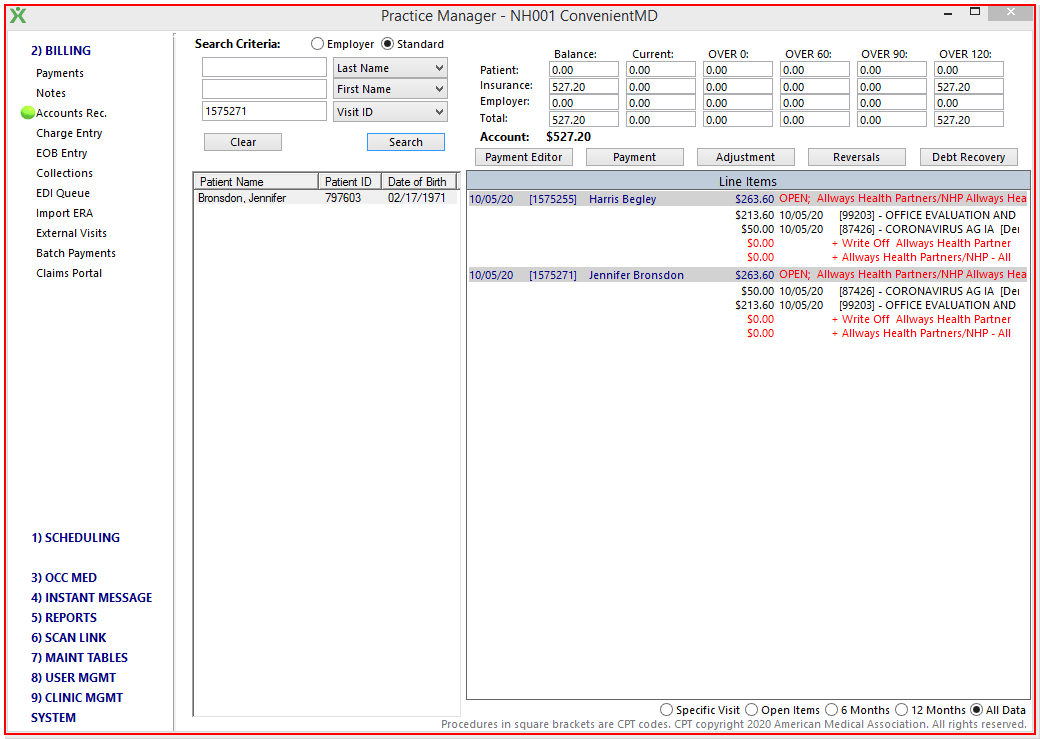 Practice Manager - NH001 ConvenientMD
2) BILLING
Payments
Notes
Accounts Rec.
Charge Entry
EOB Entry
Collections
EDI Queue
Import ERA
External Visits
Batch Payments
Claims Portal
1) SCHEDULING
3) OCC MED
4) INSTANT MESSAGE
5) REPORTS
6) SCAN LINK
7) MAINT TABLES
8) USER MGMT
9) CLINIC MGMT
SYSTEM
Search Criteria: Employer Standard
Last Name
First Name
1575271 Visit ID
Clear Search
Patient Name Patient ID Date of Birth
Bronsdon, Jennifer 797603 02/17/1971
Balance: Current: OVER 0: OVER 60: OVER 90: OVER 120:
Patient: 0.00 0.00 0.00 0.00 0.00 0.00
Insurance: 527.20 0.00 0.00 0.00 0.00 527.20
Employer: 0.00 0.00 0.00 0.00 0.00 0.00
Total: 527.20 0.00 0.00 0.00 0.00 527.20
Account: $527.20
Payment Editor Payment Adjustment Reversals Debt Recovery
Line Items
10/05/20 [1575255] Harris Begley $263.60 OPEN; Allways Health Partners/NHP Allways Hea
$213.60 10/05/20 [99203] - OFFICE EVALUATION AND
$50.00 10/05/20 [87426] - CORONAVIRUS AG IA [Der
$0.00 + Write Off Allways Health Partner
$0.00 + Allways Health Partners/NHP - All
10/05/20 [1575271] Jennifer Bronsdon $263.60 OPEN; Allways Health Partners/NHP Allways Hea
$50.00 10/05/20 [87426] - CORONAVIRUS AG IA [Der
$213.60 10/05/20 [99203] - OFFICE EVALUATION AND
$0.00 + Write Off Allways Health Partner
$0.00 + Allways Health Partners/NHP - All
Specific Visit Open Items 6 Months 12 Months All Data
Procedures in square brackets are CPT codes. CPT copyright 2020 American Medical Association. All rights reserved.